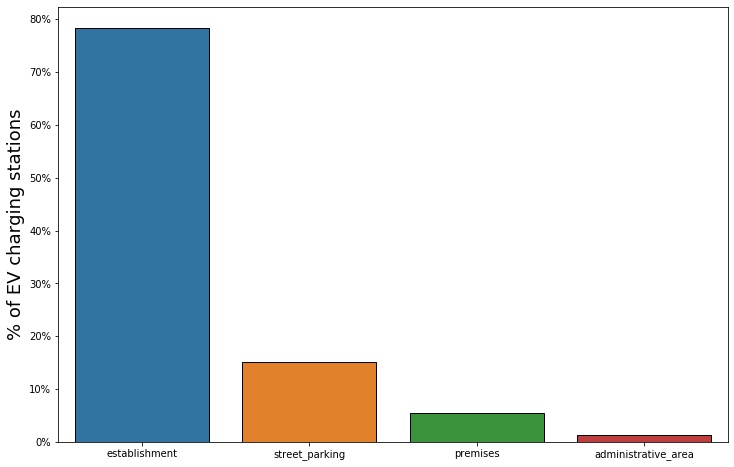 % of EV charging stations
80%
70%
60%
50%
40%
30%
20%
10%
0%
establishment
street_parking
premises
administrative_area